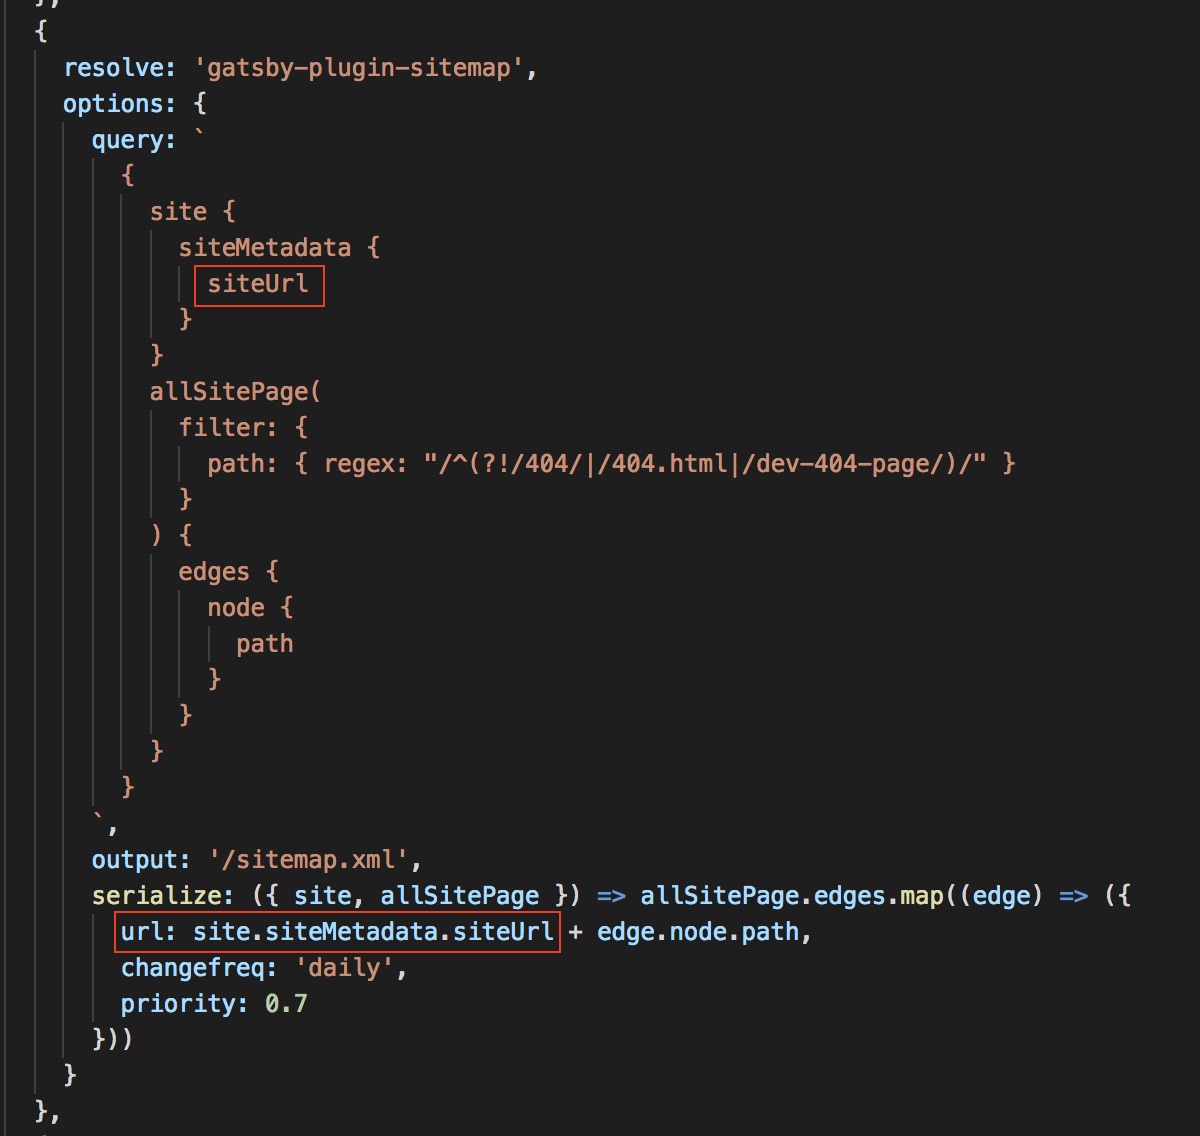 {
resolve: 'gatsby-plugin-sitemap',
options: {
query: `
{
site {
siteMetadata {
siteUrl
}
}
allSitePage(
filter: {
path: { regex: "/^(?!/404/|/404.html|/dev-404-page/)/" }
}
) {
edges {
node {
path
}
}
}
}
`,
output: '/sitemap.xml',
serialize: ({ site, allSitePage }) => allSitePage.edges.map((edge) => ({
url: site.siteMetadata.siteUrl + edge.node.path,
changefreq: 'daily',
priority: 0.7
}))
}
},